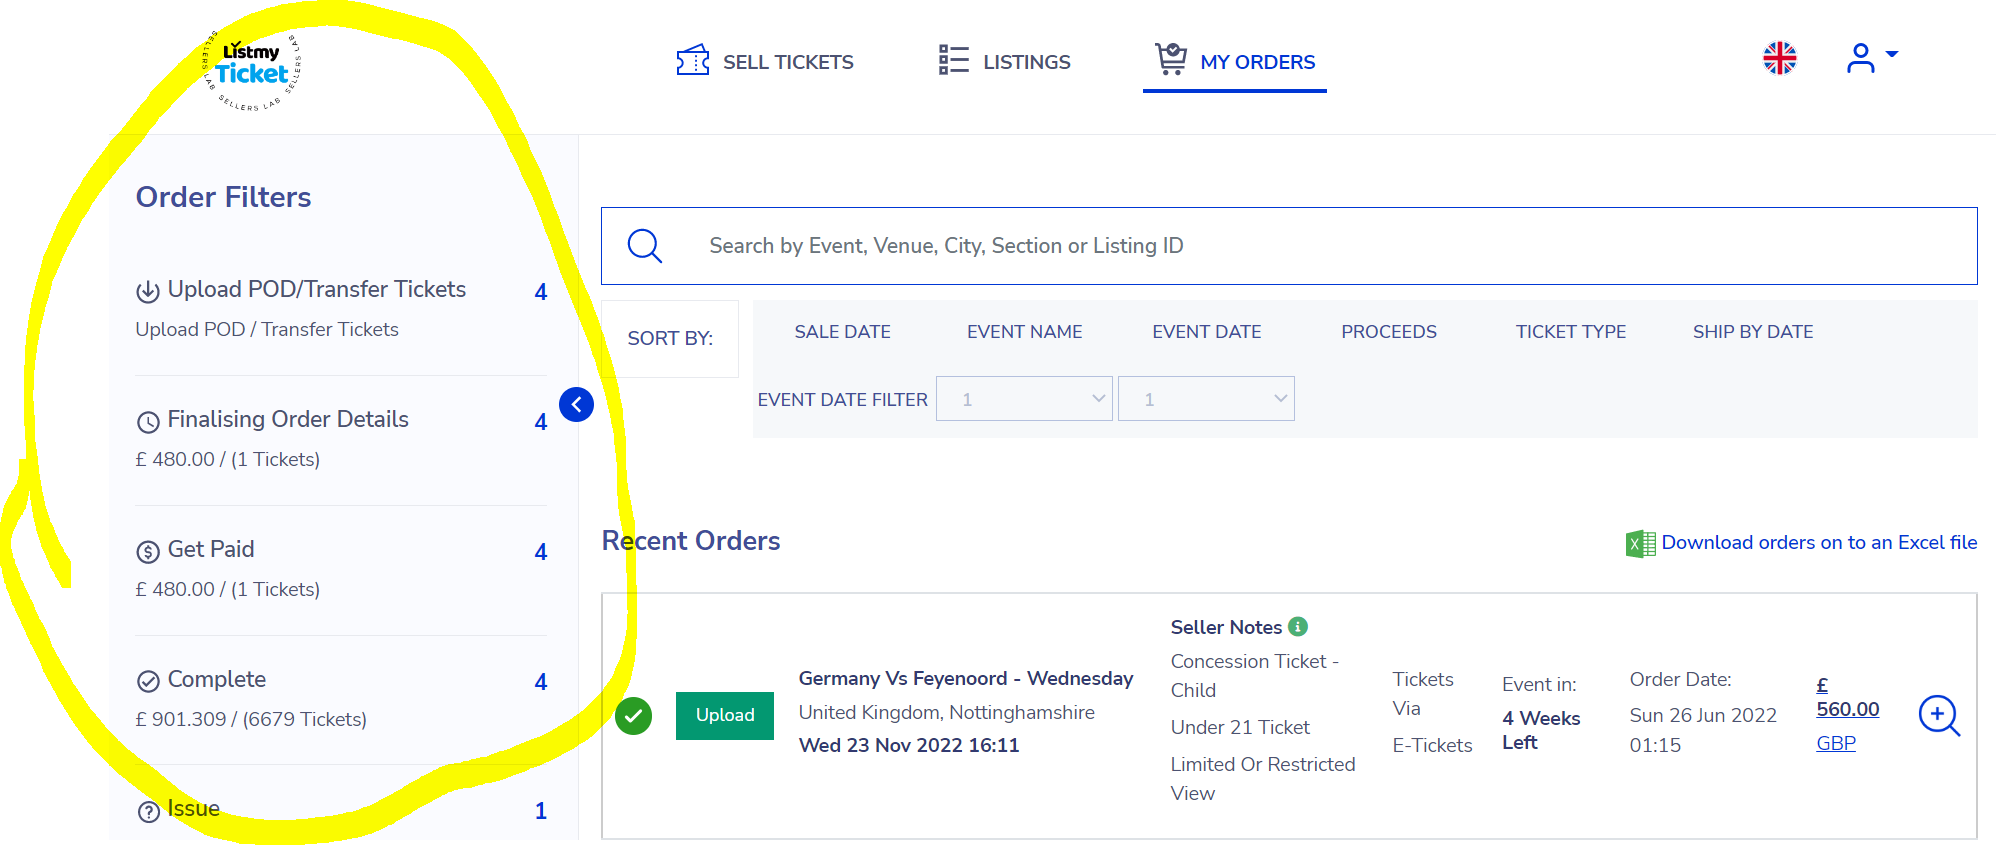 SELLERS LAB
SELLERS LAB
Listmy
Ticket
SELLERS LAB
SELL TICKETS
LISTINGS
MY ORDERS
Order Filters
Upload POD/Transfer Tickets 4
Upload POD / Transfer Tickets
Finalising Order Details 4
£ 480.00 / (1 Tickets)
Get Paid 4
£ 480.00 / (1 Tickets)
Complete 4
£ 901.309 / (6679 Tickets)
Issue 1
Search by Event, Venue, City, Section or Listing ID
SORT BY:
SALE DATE EVENT NAME EVENT DATE PROCEEDS TICKET TYPE SHIP BY DATE
EVENT DATE FILTER 1 1
Recent Orders
Download orders on to an Excel file
Upload
Germany Vs Feyenoord - Wednesday
United Kingdom, Nottinghamshire
Wed 23 Nov 2022 16:11
Seller Notes
Concession Ticket -
Child
Under 21 Ticket
Limited Or Restricted
View
Tickets
Via
E-Tickets
Event in:
4 Weeks
Left
Order Date:
Sun 26 Jun 2022
01:15
£
560.00
GBP